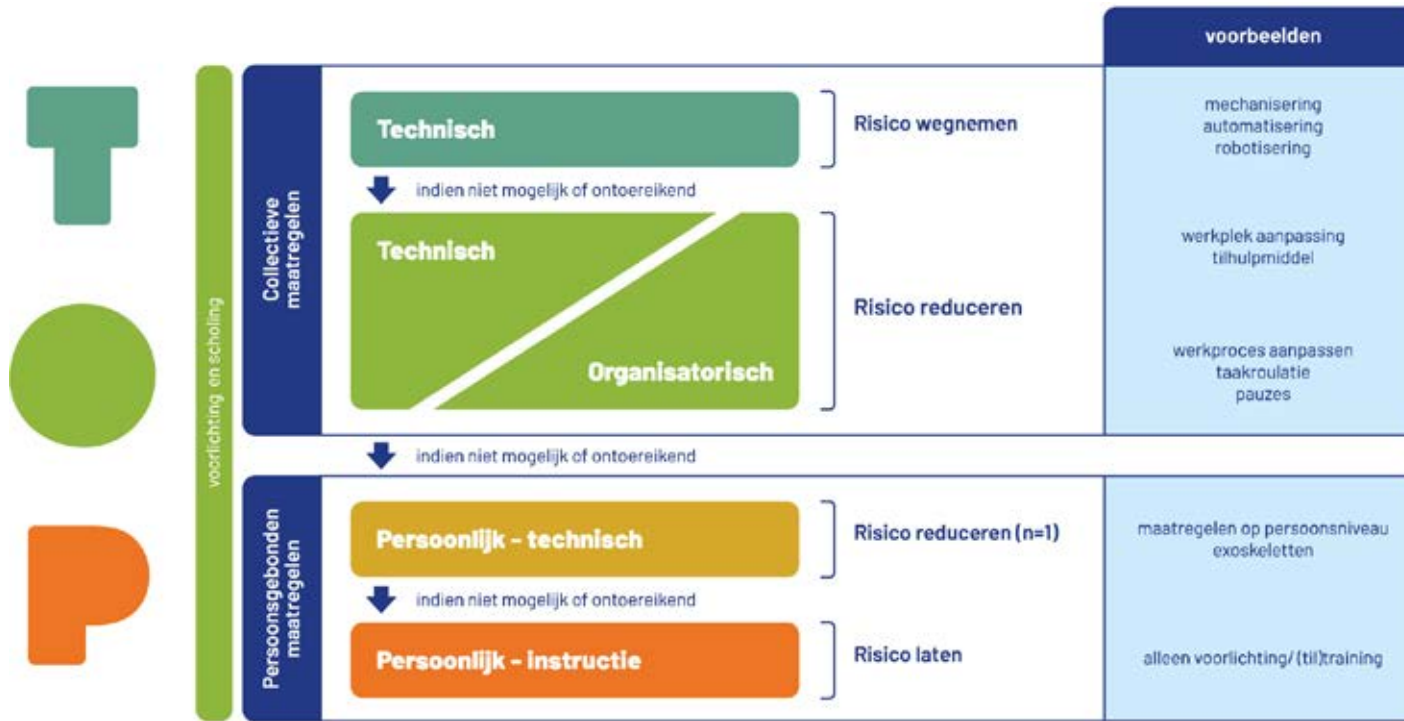 voorbeelden
T
O
P
voorlichting en scholing
Collectieve
maatregelen
Technisch
Risico wegnemen
mechanisering
automatisering
robotisering
indien niet mogelijk of ontoereikend
Technisch
Organisatorisch
Risico reduceren
werkplek aanpassing
tilhulpmiddel
werkproces aanpassen
taakroulatie
pauzes
indien niet mogelijk of ontoereikend
Persoonsgebonden
maatregelen
Persoonlijk - technisch
Risico reduceren (n=1)
maatregelen op persoonsniveau
exoskeletten
indien niet mogelijk of ontoereikend
Persoonlijk - instructie
Risico laten
alleen voorlichting/ (til)training